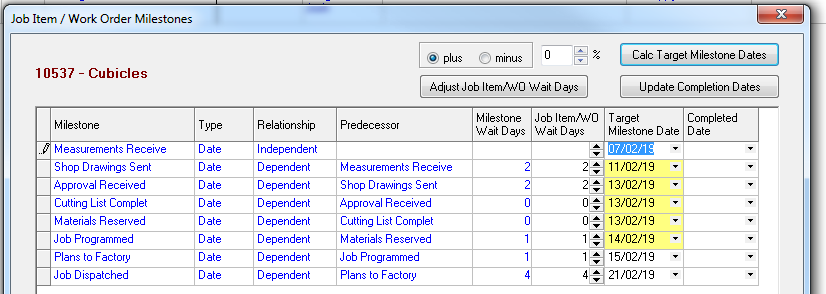 Job Item / Work Order Milestones
plus minus 0 % Calc Target Milestone Dates
10537 - Cubicles
Adjust Job Item/WO Wait Days Update Completion Dates
Milestone Type Relationship Predecessor Milestone Wait Days Job Item/WO Wait Days Target Milestone Date Completed Date
Measurements Receive Date Independent 07/02/19
Shop Drawings Sent Date Dependent Measurements Receive 2 2 11/02/19
Approval Received Date Dependent Shop Drawings Sent 2 2 13/02/19
Cutting List Complet Date Dependent Approval Received 0 0 13/02/19
Materials Reserved Date Dependent Cutting List Complet 0 0 13/02/19
Job Programmed Date Dependent Materials Reserved 1 1 14/02/19
Plans to Factory Date Dependent Job Programmed 1 1 15/02/19
Job Dispatched Date Dependent Plans to Factory 4 4 21/02/19